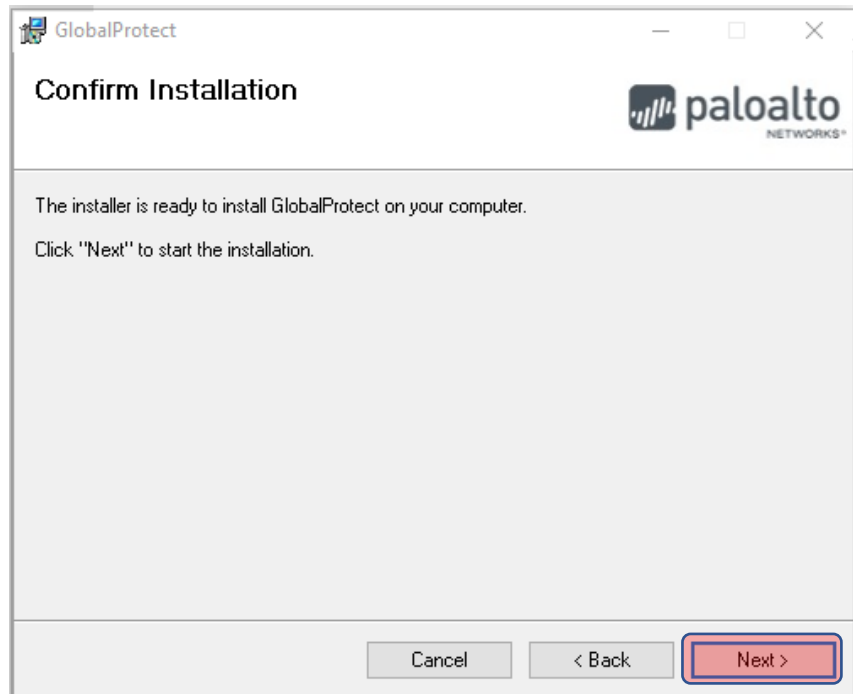 GlobalProtect
Confirm Installation
paloalto
NETWORKS®
The installer is ready to install GlobalProtect on your computer.
Click "Next" to start the installation.
Cancel
< Back
Next >